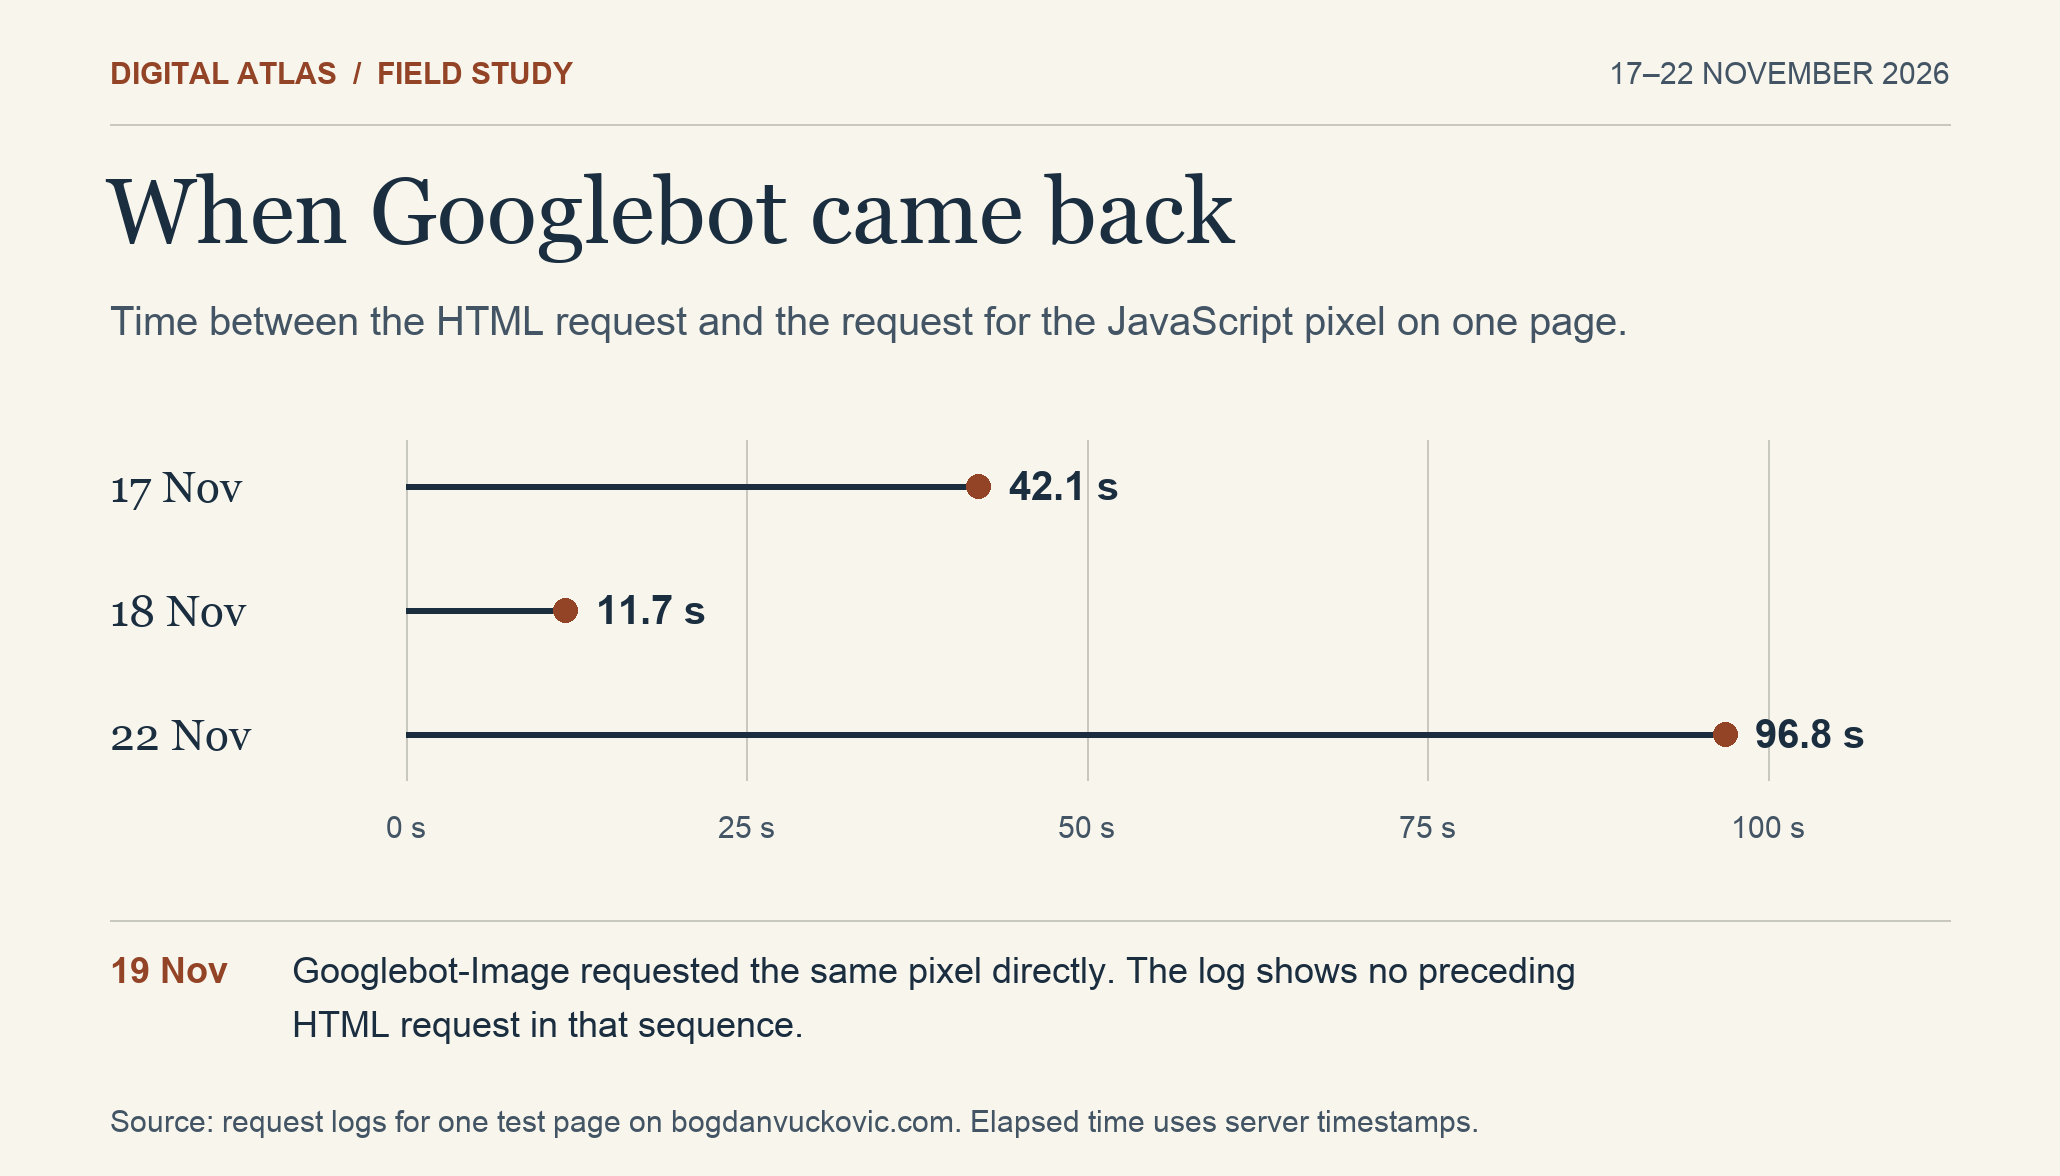 DIGITAL ATLAS / FIELD STUDY
17–22 NOVEMBER 2026
When Googlebot came back
Time between the HTML request and the request for the JavaScript pixel on one page.
17 Nov
42.1 s
18 Nov
11.7 s
22 Nov
96.8 s
0 s
25 s
50 s
75 s
100 s
19 Nov
Googlebot-Image requested the same pixel directly. The log shows no preceding
HTML request in that sequence.
Source: request logs for one test page on bogdanvuckovic.com. Elapsed time uses server timestamps.